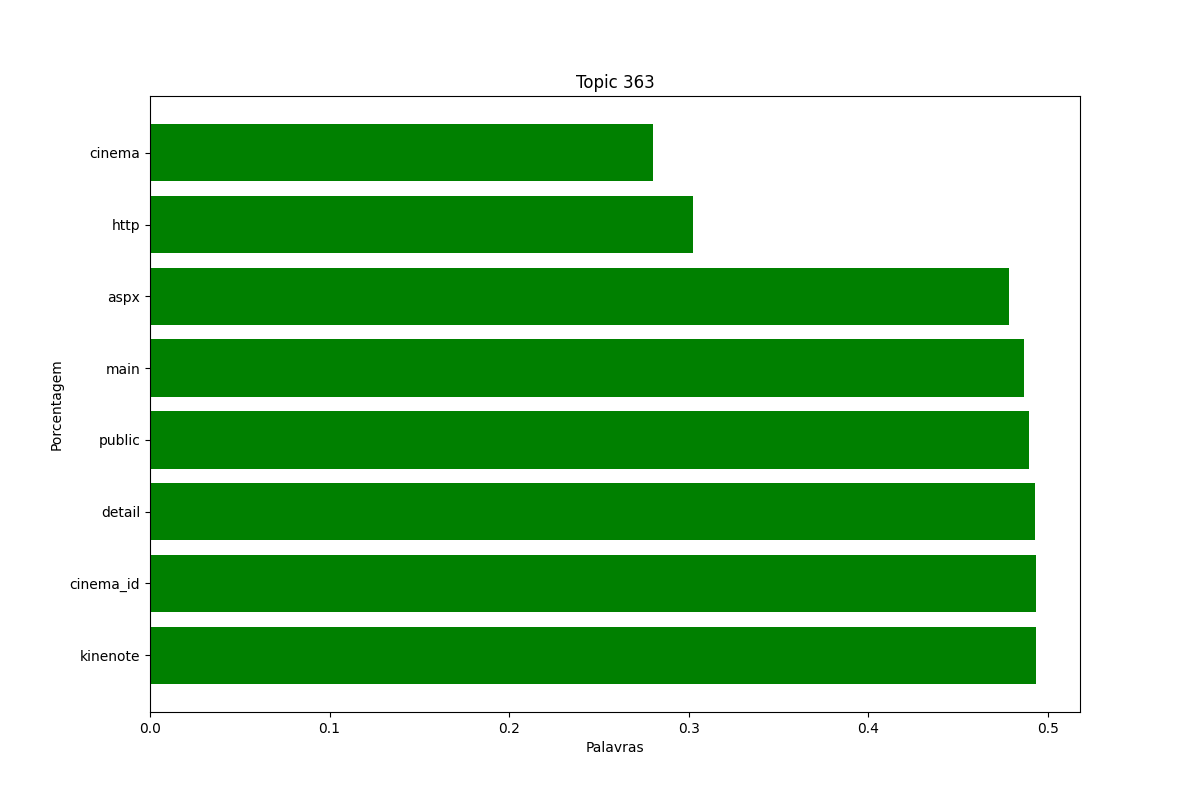 Topic 363
cinema
http
aspx
main
public
detail
cinema_id
kinenote
Porcentagem
0.0 0.1 0.2 0.3 0.4 0.5
Palavras